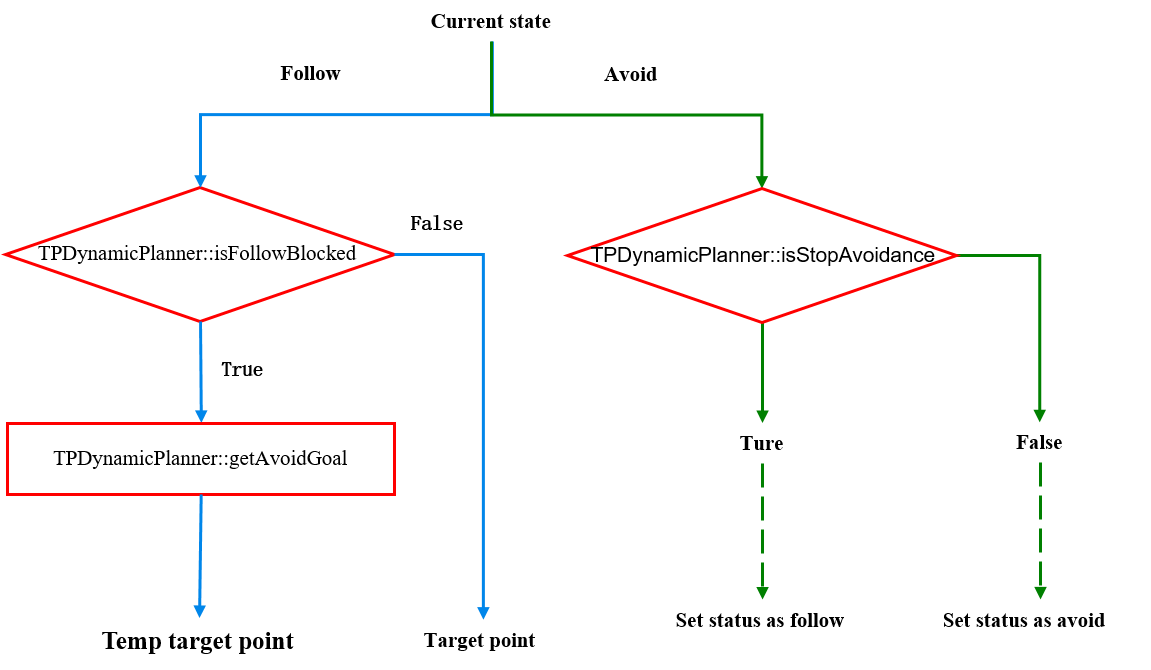 Current state
Follow
Avoid
False
TPDynamicPlanner::isFollowBlocked
TPDynamicPlanner::isStopAvoidance
True
Ture
False
TPDynamicPlanner::getAvoidGoal
Temp target point
Target point
Set status as follow
Set status as avoid